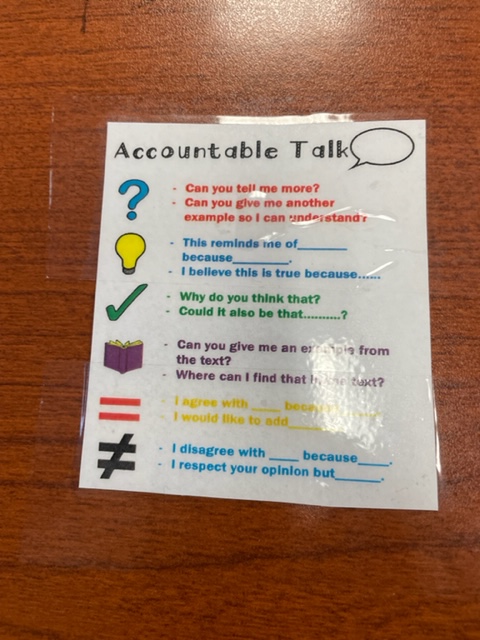 Accountable Talk
- Can you tell me more?
- Can you give me another
example so I can understand?
- This reminds me of________
because_________.
- I believe this is true because......
- Why do you think that?
- Could it also be that..........?
- Can you give me an example from
the text?
- Where can I find that in the text?
- I agree with ____ because
- I would like to add_______
- I disagree with ____ because____.
- I respect your opinion but______.